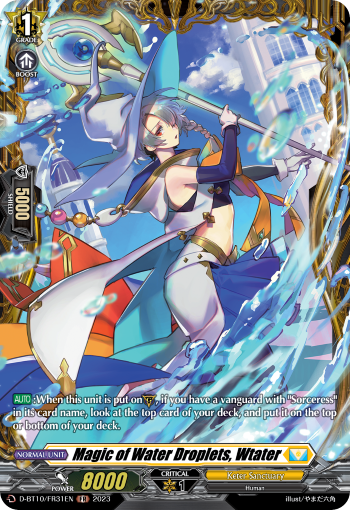 1
GRADE
BOOST
5000
SHIELD
AUTO:When this unit is put on , if you have a vanguard with "Sorceress"
in its card name, look at the top card of your deck, and put it on the top
or bottom of your deck.
NORMAL UNIT
Magic of Water Droplets, Wtater
POWER
8000
CRITICAL
1
Keter Sanctuary
Human
D-BT10/FR31EN FR 2023
illust/やまだ六角